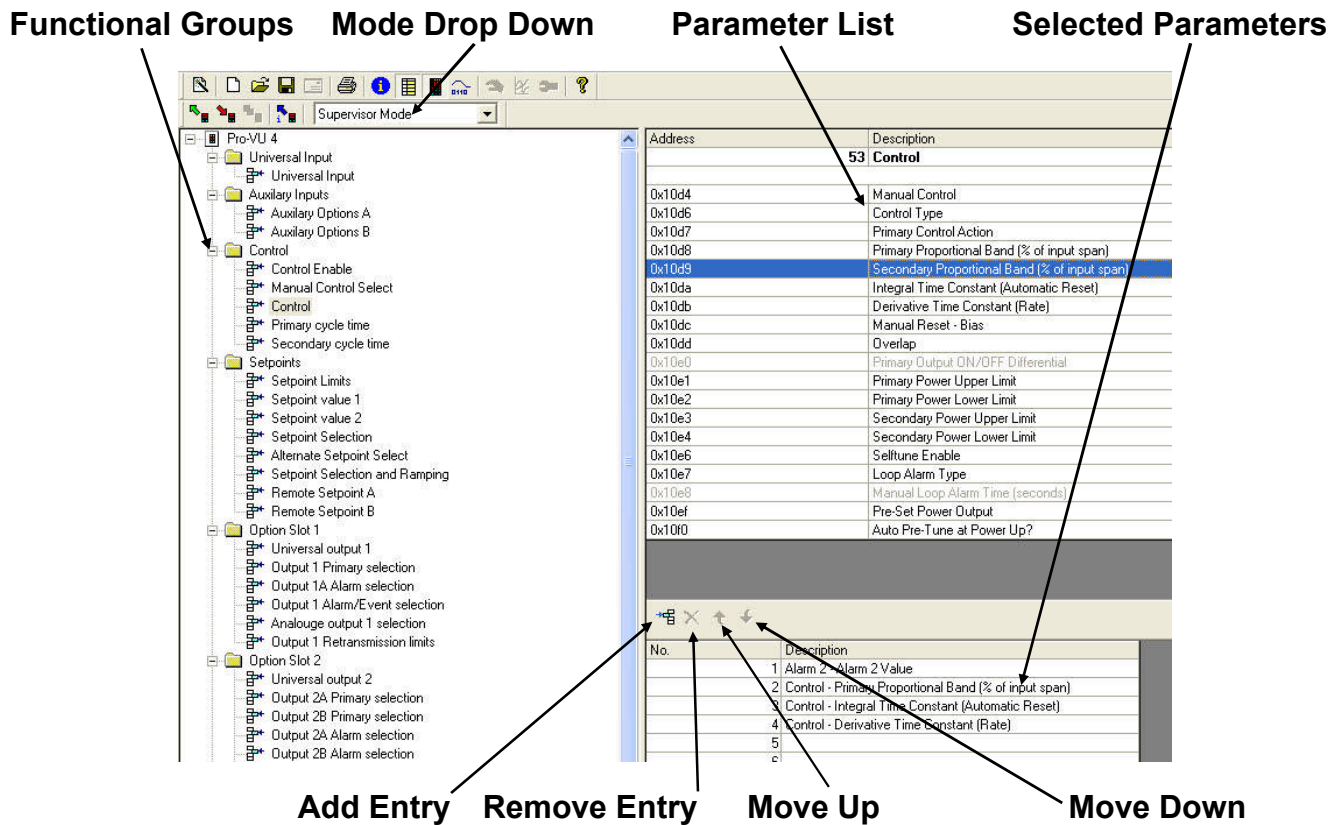 Functional Groups Mode Drop Down Parameter List Selected Parameters
0110
i
Supervisor Mode
Pro-VU 4
Universal Input
Universal Input
Auxilary Inputs
Auxilary Options A
Auxilary Options B
Control
Control Enable
Manual Control Select
Control
Primary cycle time
Secondary cycle time
Setpoints
Setpoint Limits
Setpoint value 1
Setpoint value 2
Setpoint Selection
Alternate Setpoint Select
Setpoint Selection and Ramping
Remote Setpoint A
Remote Setpoint B
Option Slot 1
Universal output 1
Output 1 Primary selection
Output 1A Alarm selection
Output 1 Alarm/Event selection
Analouge output 1 selection
Output 1 Retransmission limits
Option Slot 2
Universal output 2
Output 2A Primary selection
Output 2B Primary selection
Output 2A Alarm selection
Output 2B Alarm selection
Address Description
53 Control
0x10d4 Manual Control
0x10d6 Control Type
0x10d7 Primary Control Action
0x10d8 Primary Proportional Band (% of input span)
0x10d9 Secondary Proportional Band (% of input span)
0x10da Integral Time Constant (Automatic Reset)
0x10db Derivative Time Constant (Rate)
0x10dc Manual Reset - Bias
0x10dd Overlap
0x10e0 Primary Output ON/OFF Differential
0x10e1 Primary Power Upper Limit
0x10e2 Primary Power Lower Limit
0x10e3 Secondary Power Upper Limit
0x10e4 Secondary Power Lower Limit
0x10e6 Selftune Enable
0x10e7 Loop Alarm Type
0x10e8 Manual Loop Alarm Time (seconds)
0x10ef Pre-Set Power Output
0x10f0 Auto Pre-Tune at Power Up?
No. Description
1 Alarm 2 - Alarm 2 Value
2 Control - Primary Proportional Band (% of input span)
3 Control - Integral Time Constant (Automatic Reset)
4 Control - Derivative Time Constant (Rate)
5
Add Entry Remove Entry Move Up Move Down